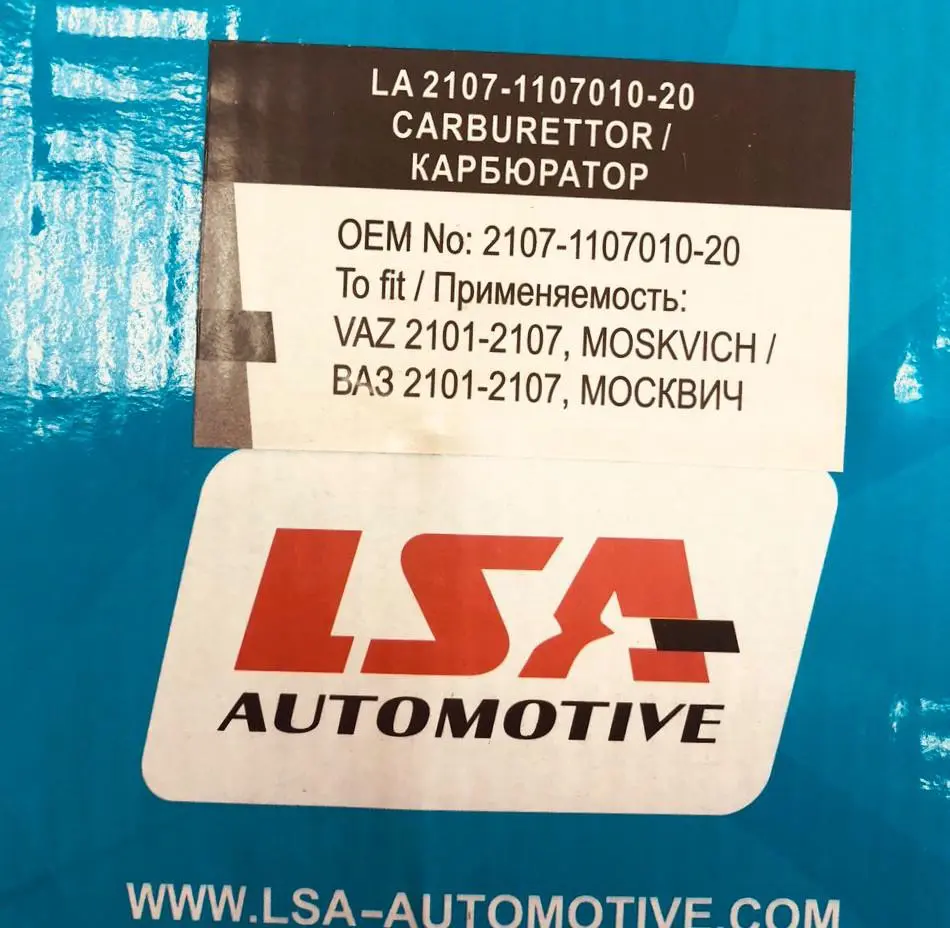 LA 2107-1107010-20
CARBURETTOR /
КАРБЮРАТОР
OEM No: 2107-1107010-20
To fit / Применяемость:
VAZ 2101-2107, MOSKVICH /
ВАЗ 2101-2107, МОСКВИЧ
LSA
AUTOMOTIVE
WWW.LSA-AUTOMOTIVE.COM